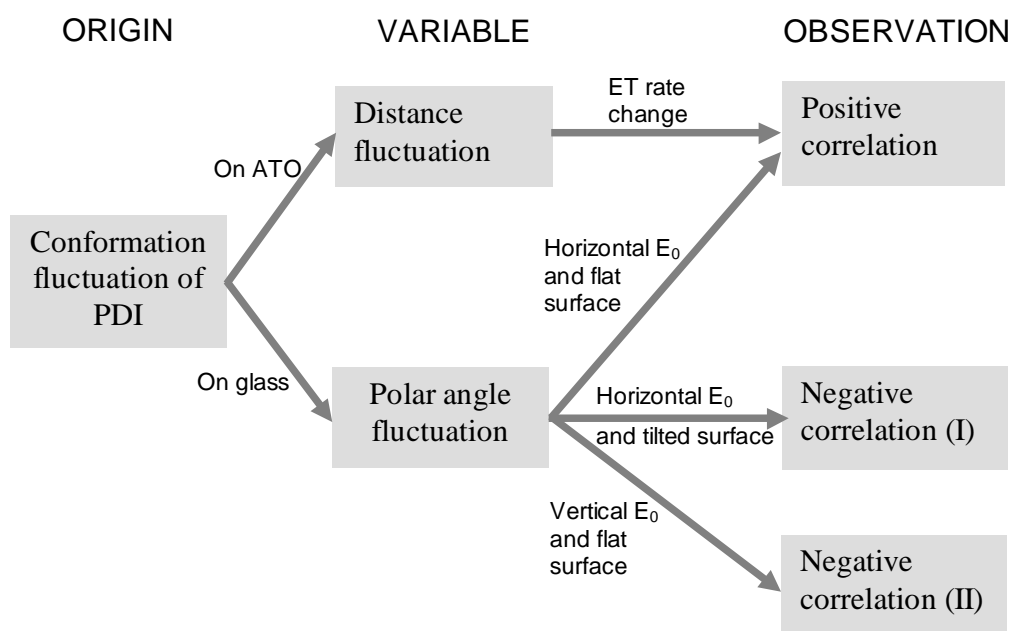 ORIGIN
VARIABLE
OBSERVATION
Conformation
fluctuation of
PDI
On ATO
On glass
Distance
fluctuation
Polar angle
fluctuation
ET rate
change
Horizontal E₀
and flat
surface
Horizontal E₀
and tilted surface
Vertical E₀
and flat
surface
Positive
correlation
Negative
correlation (I)
Negative
correlation (II)